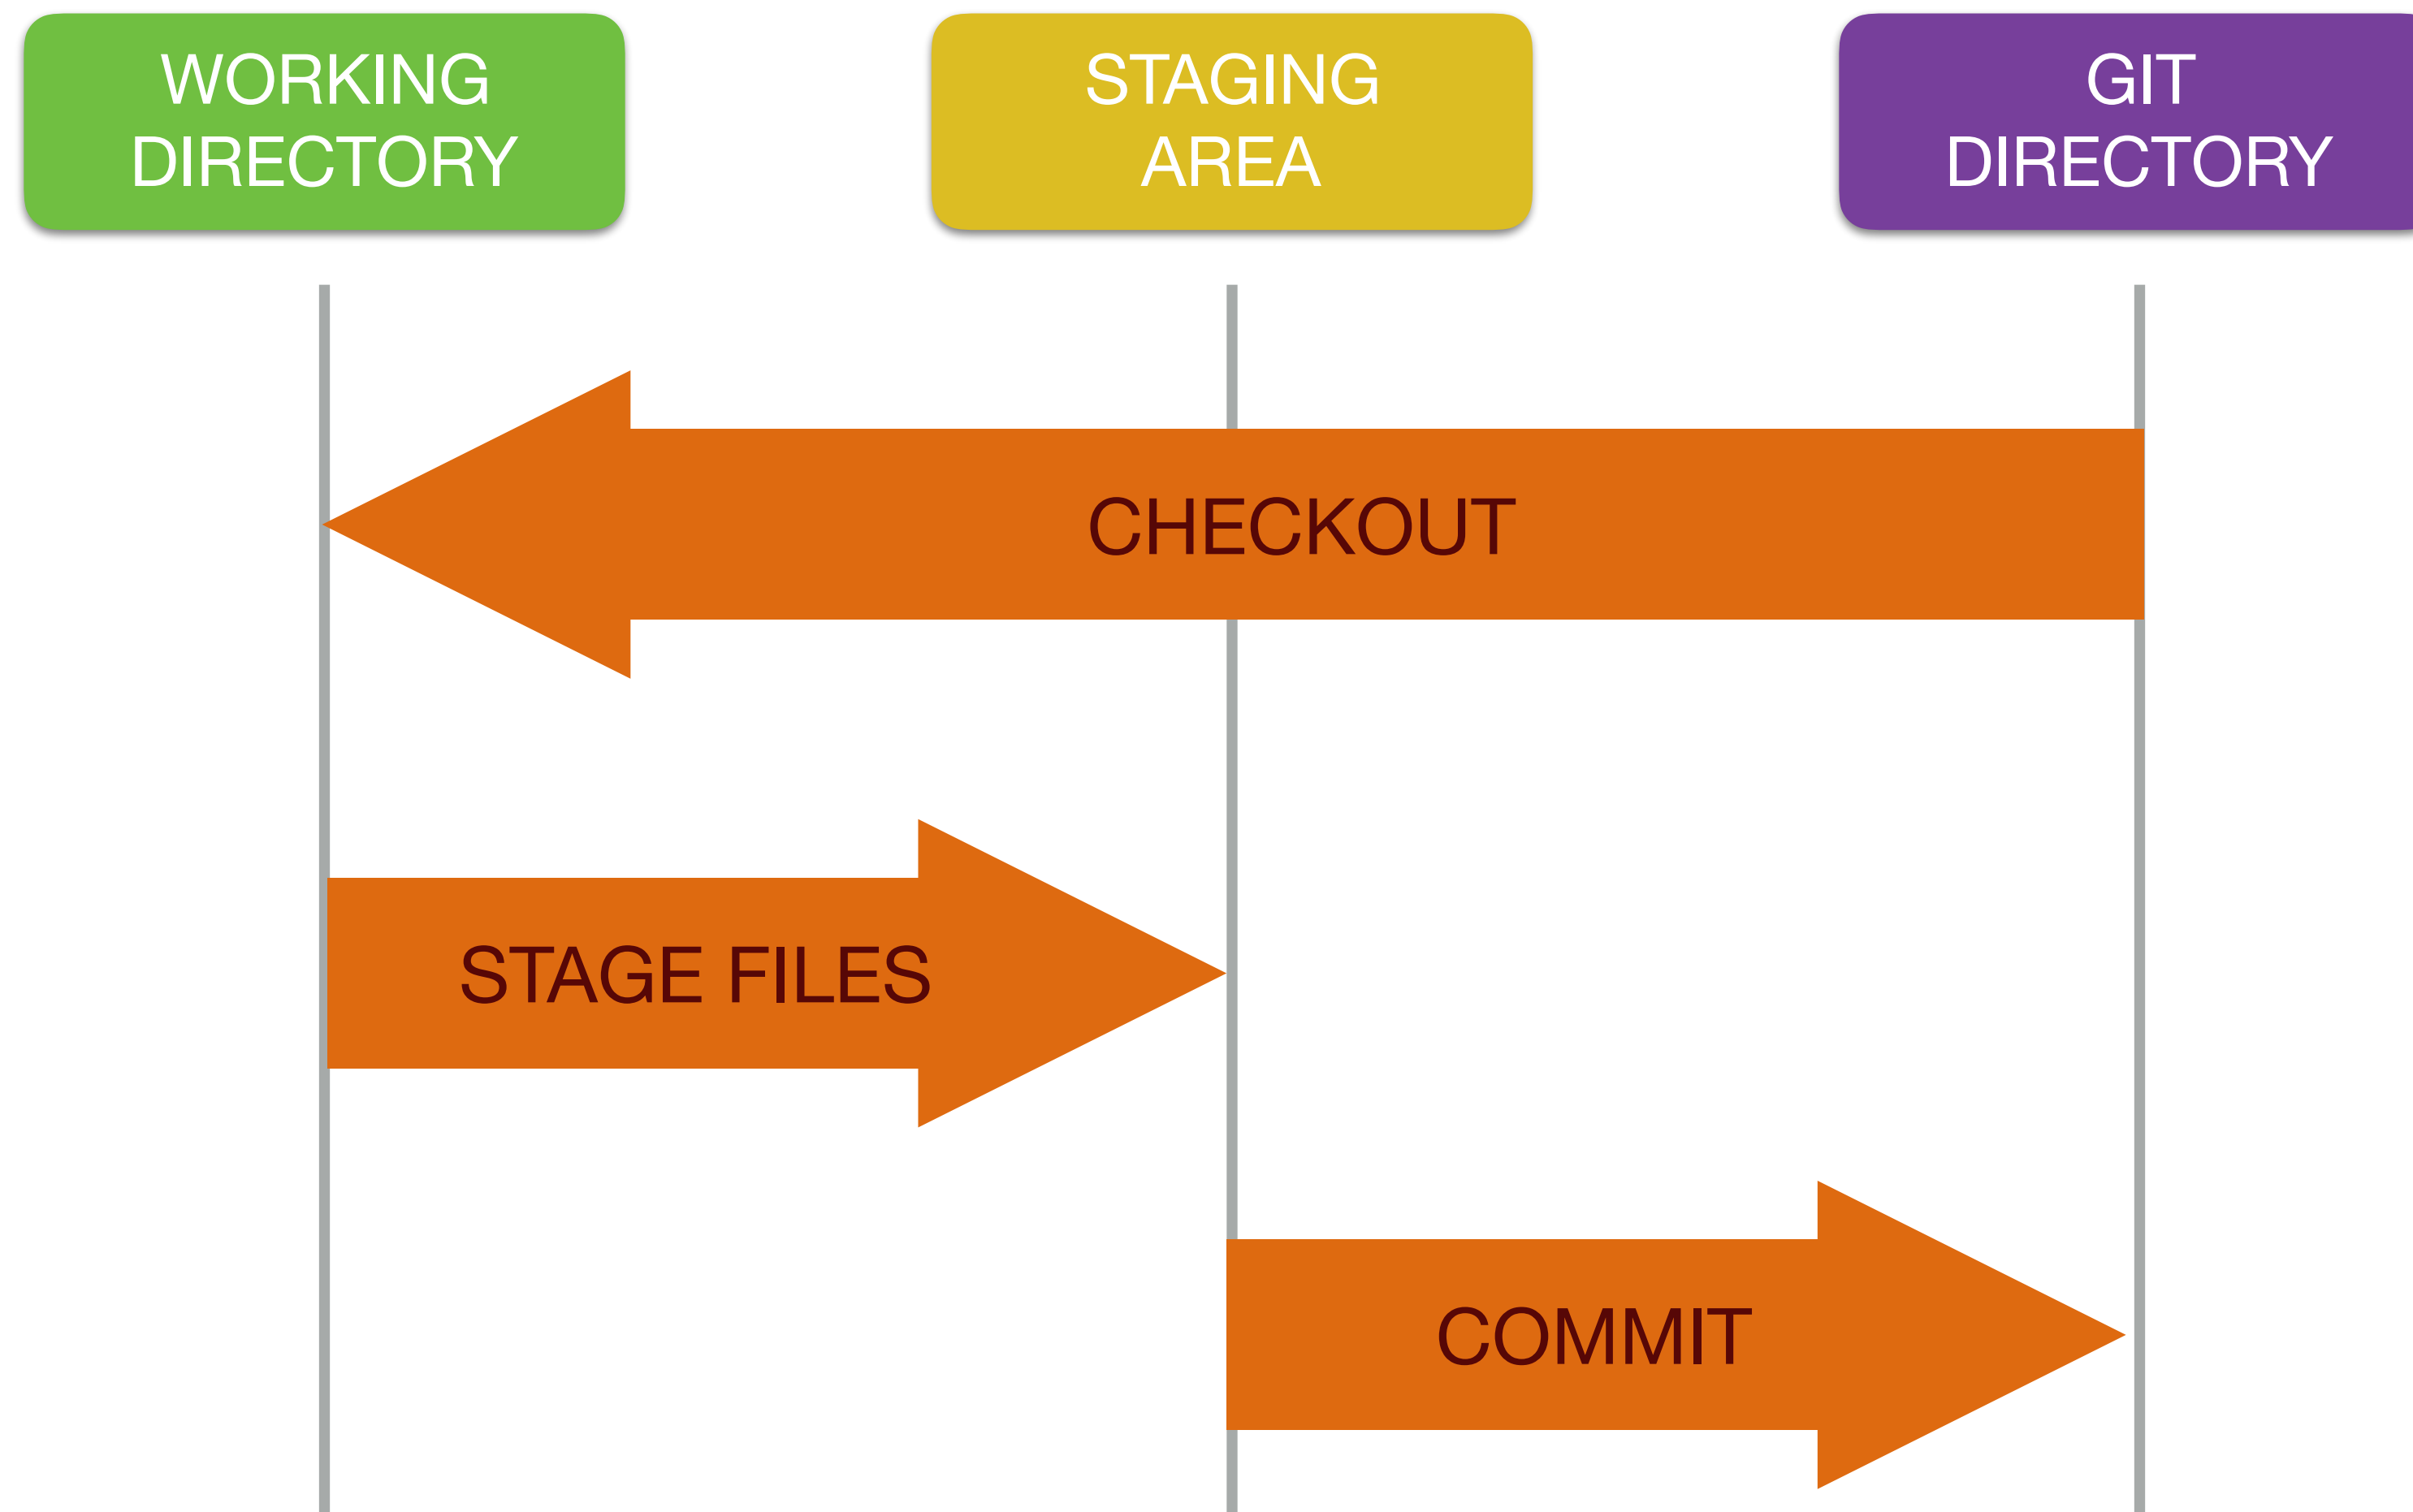 WORKING
DIRECTORY
STAGING
AREA
GIT
DIRECTORY
CHECKOUT
STAGE FILES
COMMIT